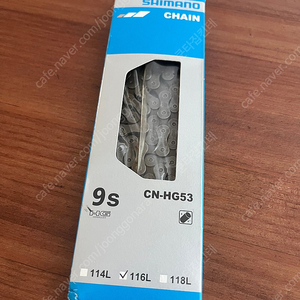 SHIMANO
CHAIN
9s
CN-HG53
114L 116L 118L